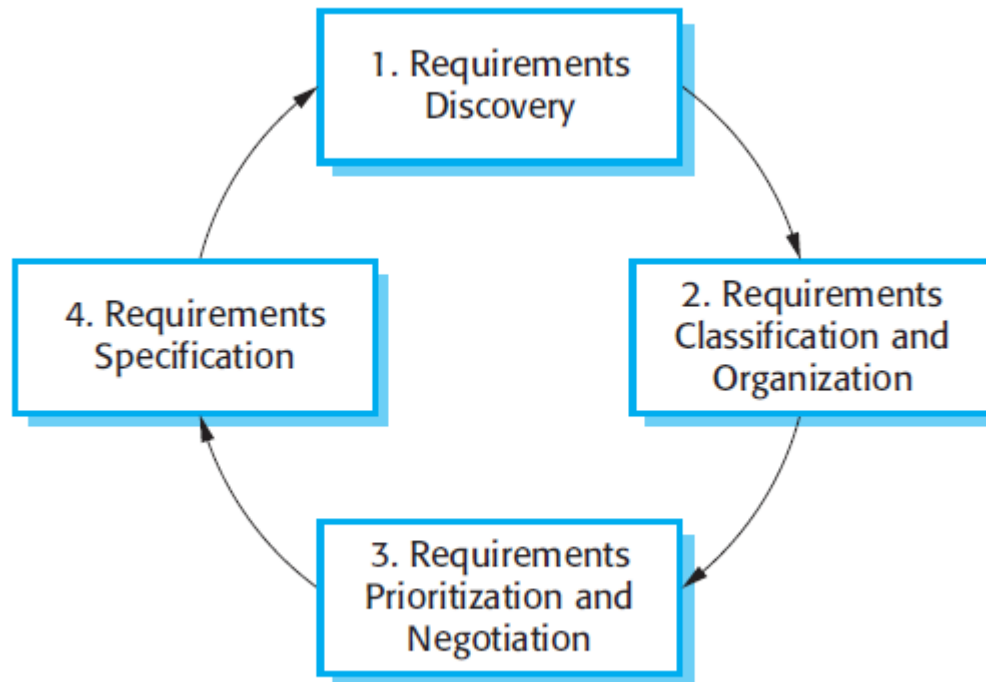 1. Requirements
Discovery
2. Requirements
Classification and
Organization
3. Requirements
Prioritization and
Negotiation
4. Requirements
Specification